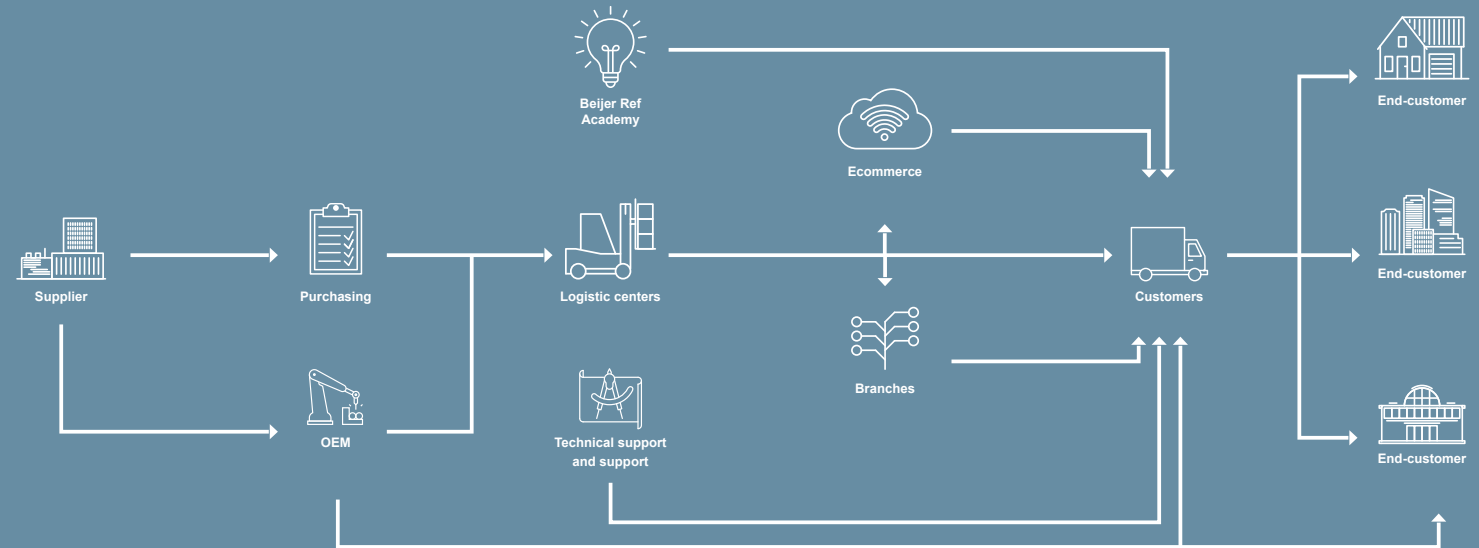 Beijer Ref
Academy
Ecommerce
End-customer
Supplier
Purchasing
Logistic centers
Customers
End-customer
Branches
OEM
Technical support
and support
End-customer